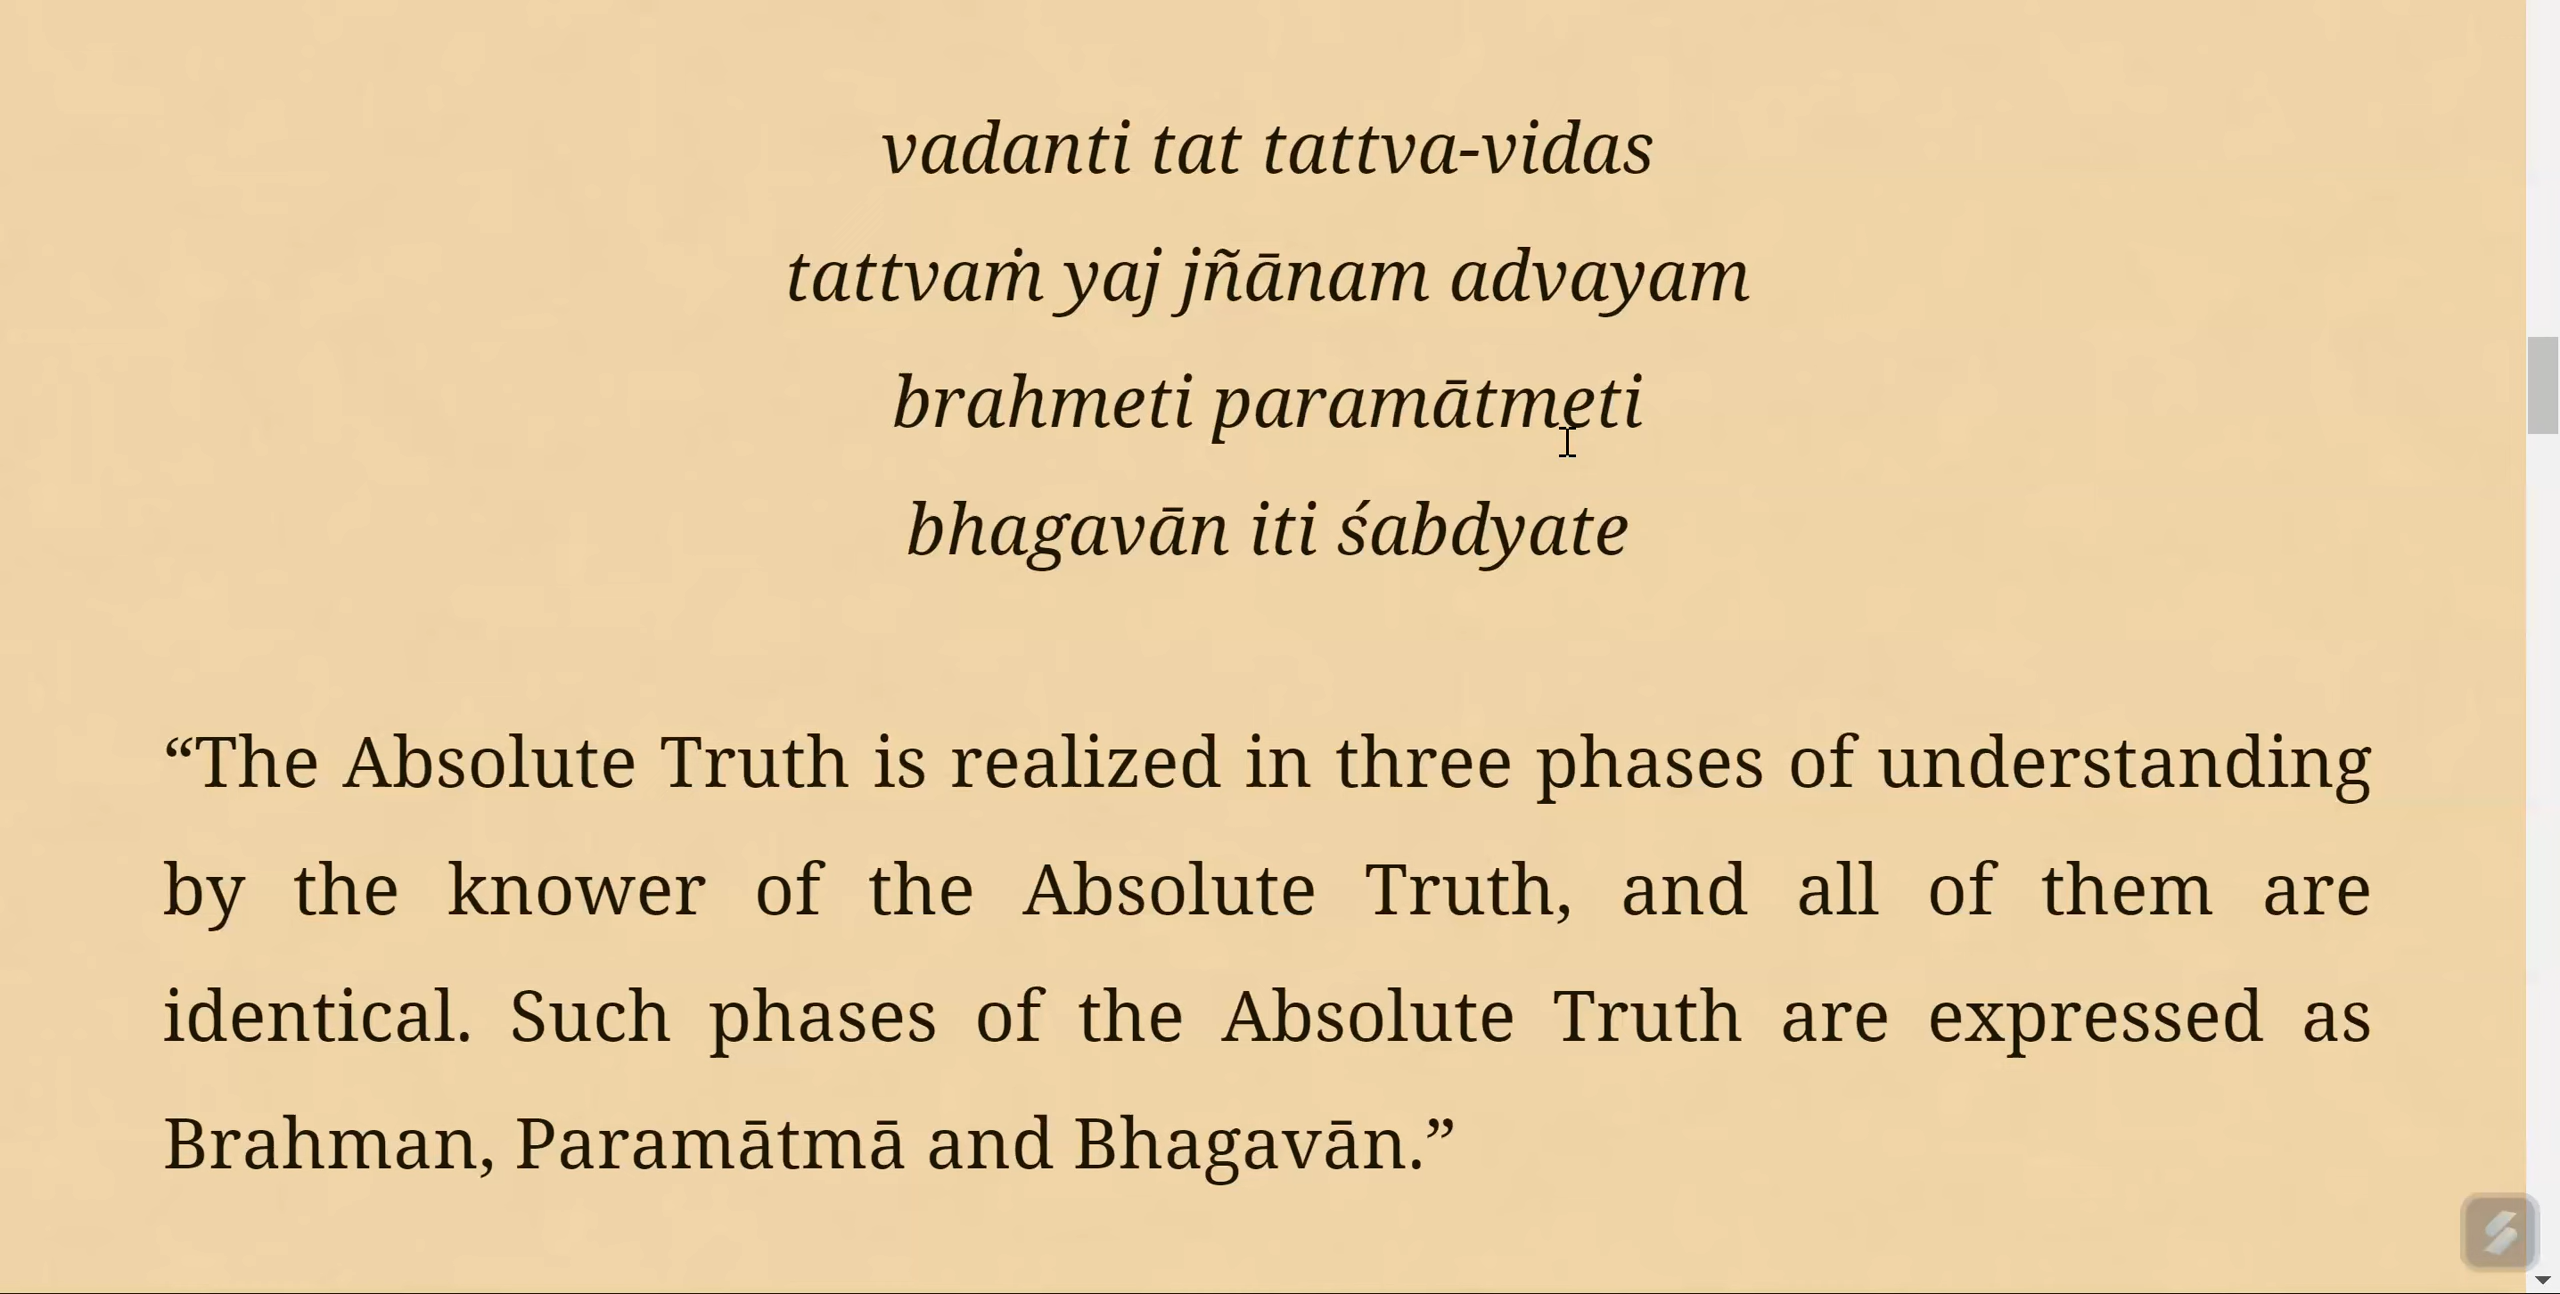 vadanti tat tattva-vidas
tattvaṁ yaj jñānam advayam
brahmeti paramātmeti
bhagavān iti śabdyate
“The Absolute Truth is realized in three phases of understanding
by the knower of the Absolute Truth, and all of them are
identical. Such phases of the Absolute Truth are expressed as
Brahman, Paramātmā and Bhagavān.”